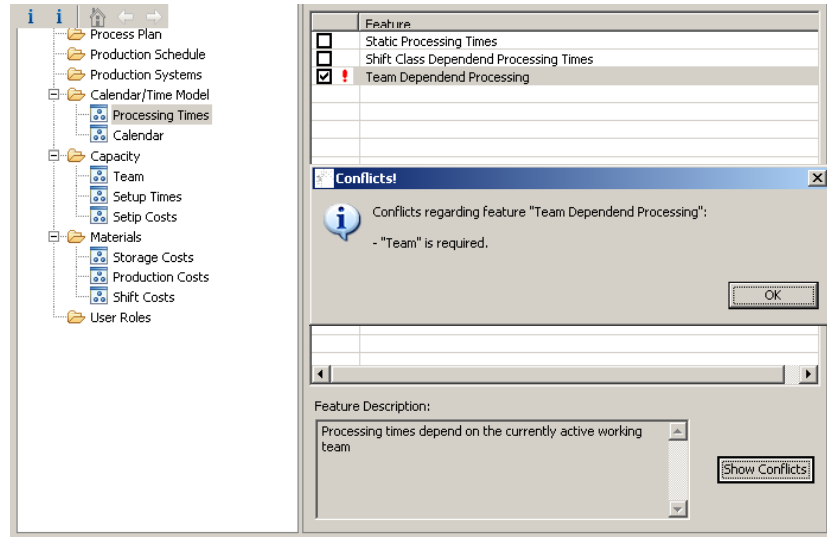 i i
Process Plan
Production Schedule
Production Systems
Calendar/Time Model
Processing Times
Calendar
Capacity
Team
Setup Times
Setip Costs
Materials
Storage Costs
Production Costs
Shift Costs
User Roles
Feature
Static Processing Times
Shift Class Dependend Processing Times
! Team Dependend Processing
Conflicts!
Conflicts regarding feature "Team Dependend Processing":
- "Team" is required.
OK
Feature Description:
Processing times depend on the currently active working
team
Show Conflicts